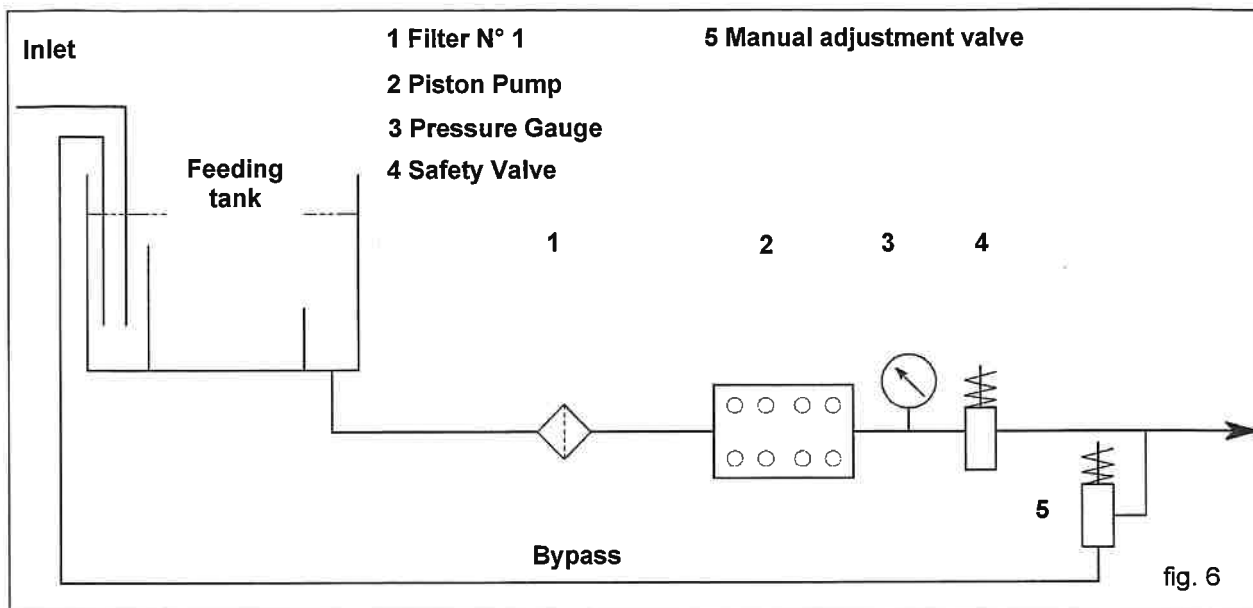 Inlet
1 Filter N° 1
5 Manual adjustment valve
2 Piston Pump
3 Pressure Gauge
4 Safety Valve
Feeding
tank
1
2
3
4
5
Bypass
fig. 6